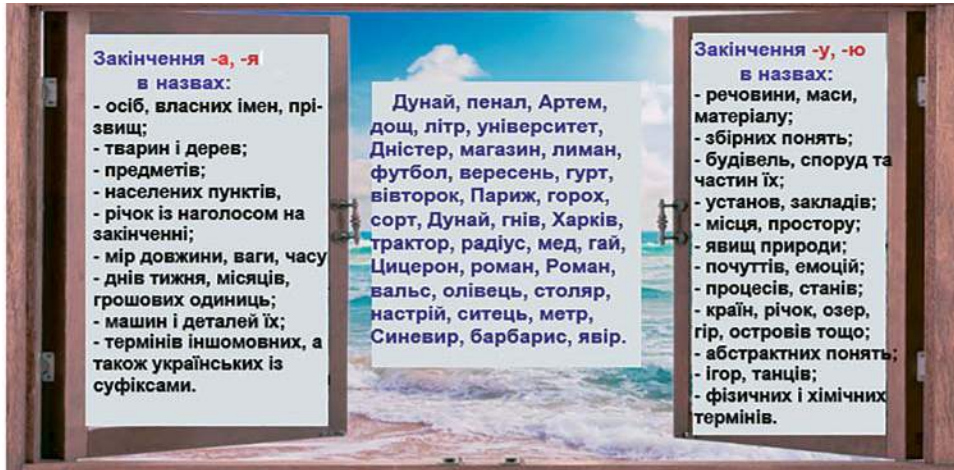 Закінчення -а, -я
в назвах:
- осіб, власних імен, прі-
звищ;
- тварин і дерев;
- предметів;
- населених пунктів,
- річок із наголосом на
закінченні;
- мір довжини, ваги, часу
- днів тижня, місяців,
грошових одиниць;
- машин і деталей їх;
- термінів іншомовних, а
також українських із
суфіксами.
Дунай, пенал, Артем,
дощ, літр, університет,
Дністер, магазин, лиман,
футбол, вересень, гурт,
вівторок, Париж, горох,
сорт, Дунай, гнів, Харків,
трактор, радіус, мед, гай,
Цицерон, роман, Роман,
вальс, олівець, столяр,
настрій, ситець, метр,
Синевир, барбарис, явір.
Закінчення -у, -ю
в назвах:
- речовини, маси,
матеріалу;
- збірних понять;
- будівель, споруд та
частин їх;
- установ, закладів;
- місця, простору;
- явищ природи;
- почуттів, емоцій;
- процесів, станів;
- країн, річок, озер,
гір, островів тощо;
- абстрактних понять;
- ігор, танців;
- фізичних і хімічних
термінів.